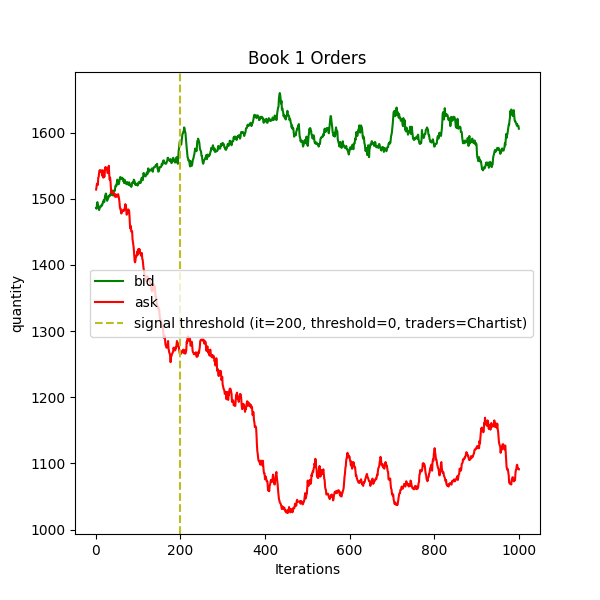 Book 1 Orders
1600
1500
1400
1300
1200
1100
1000
quantity
bid
ask
signal threshold (it=200, threshold=0, traders=Chartist)
0 200 400 600 800 1000
Iterations